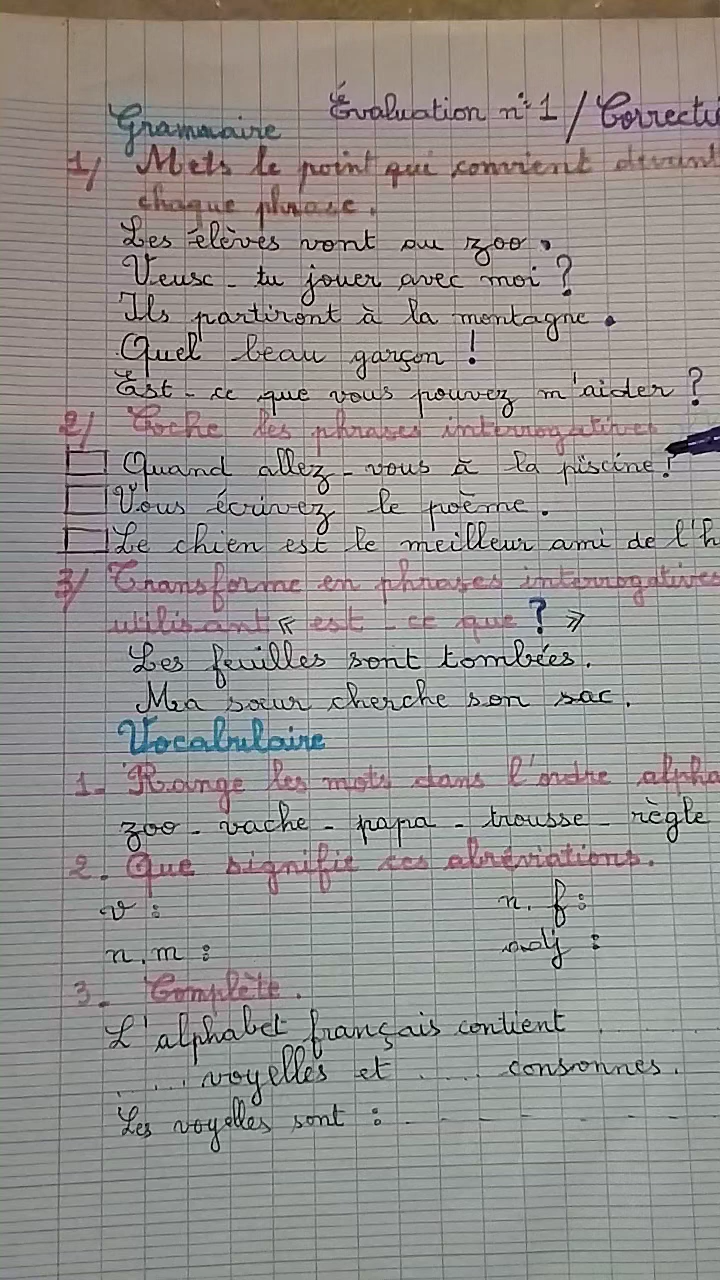 Évaluation n°1 / Correcti
Grammaire
1/ Mets le point qui convient devant
chaque phrase.
Les élèves vont au zoo.
Veux-tu jouer avec moi ?
Ils partiront à la montagne.
Quel beau garçon !
Est-ce que vous pouvez m'aider ?
2/ Coche les phrases interrogatives
Quand allez-vous à la piscine ?
Vous écrivez le poème.
Le chien est le meilleur ami de l'h
3/ Transforme en phrases interrogatives
utilisant « est-ce que ? »
Les feuilles sont tombées.
Ma sœur cherche son sac.
Vocabulaire
1- Range les mots dans l'ordre alpha
zoo - vache - papa - trousse - règle
2. Que signifie ces abréviations.
v : n. f :
n. m : adj :
3- Complète.
L'alphabet français contient ......
...... voyelles et .... consonnes.
Les voyelles sont : - - - - - - -